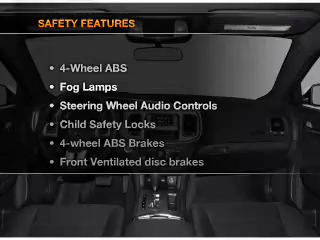 SAFETY FEATURES
• 4-Wheel ABS
• Fog Lamps
• Steering Wheel Audio Controls
• Child Safety Locks
• 4-wheel ABS Brakes
• Front Ventilated disc brakes